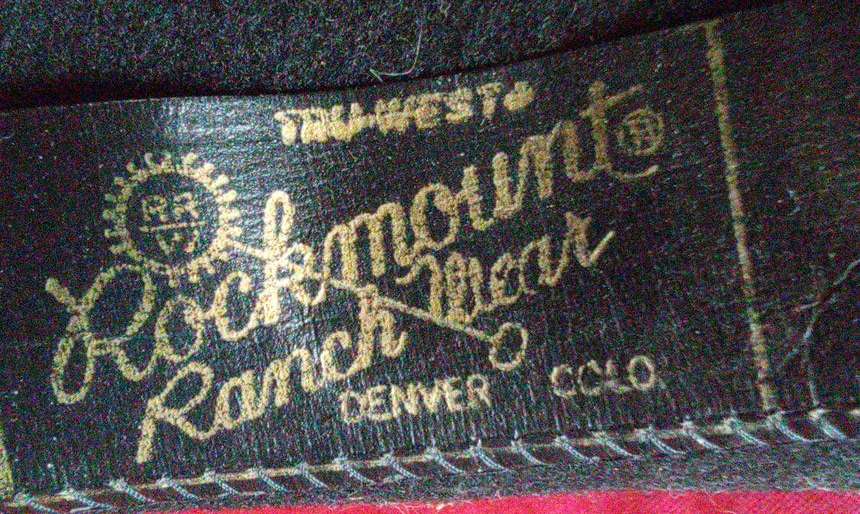 TRU-WEST
RR
W
Rockmount®
Ranch Wear
DENVER COLO.